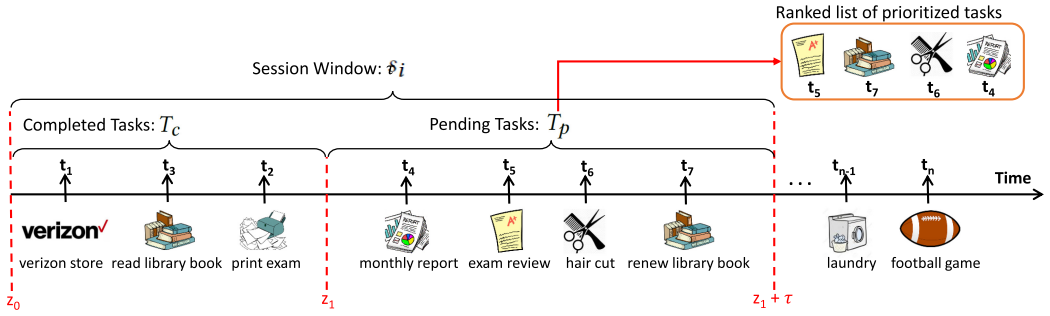 Ranked list of prioritized tasks
t5 t7 t6 t4
Session Window: 𝓈i
Completed Tasks: Tc
Pending Tasks: Tp
t1 t3 t2 t4 t5 t6 t7 ... tn-1 tn
Time
verizon✓
REPORT
A+
verizon store read library book print exam monthly report exam review hair cut renew library book laundry football game
z0 z1 z1 + τ